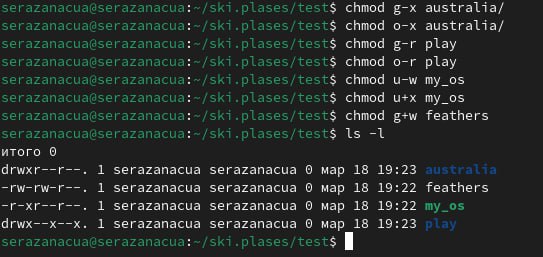 serazanacua@serazanacua:~/ski.plases/test$ chmod g-x australia/
serazanacua@serazanacua:~/ski.plases/test$ chmod o-x australia/
serazanacua@serazanacua:~/ski.plases/test$ chmod g-r play
serazanacua@serazanacua:~/ski.plases/test$ chmod o-r play
serazanacua@serazanacua:~/ski.plases/test$ chmod u-w my_os
serazanacua@serazanacua:~/ski.plases/test$ chmod u+x my_os
serazanacua@serazanacua:~/ski.plases/test$ chmod g+w feathers
serazanacua@serazanacua:~/ski.plases/test$ ls -l
итого 0
drwxr--r--. 1 serazanacua serazanacua 0 мар 18 19:23 australia
-rw-rw-r--. 1 serazanacua serazanacua 0 мар 18 19:22 feathers
-r-xr--r--. 1 serazanacua serazanacua 0 мар 18 19:22 my_os
drwx--x--x. 1 serazanacua serazanacua 0 мар 18 19:23 play
serazanacua@serazanacua:~/ski.plases/test$